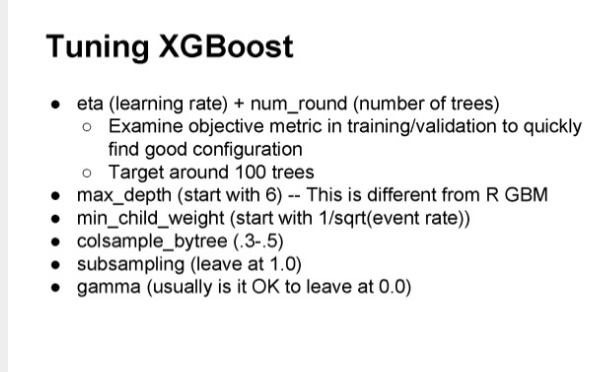 Tuning XGBoost
● eta (learning rate) + num_round (number of trees)
○ Examine objective metric in training/validation to quickly
find good configuration
○ Target around 100 trees
● max_depth (start with 6) -- This is different from R GBM
● min_child_weight (start with 1/sqrt(event rate))
● colsample_bytree (.3-.5)
● subsampling (leave at 1.0)
● gamma (usually is it OK to leave at 0.0)